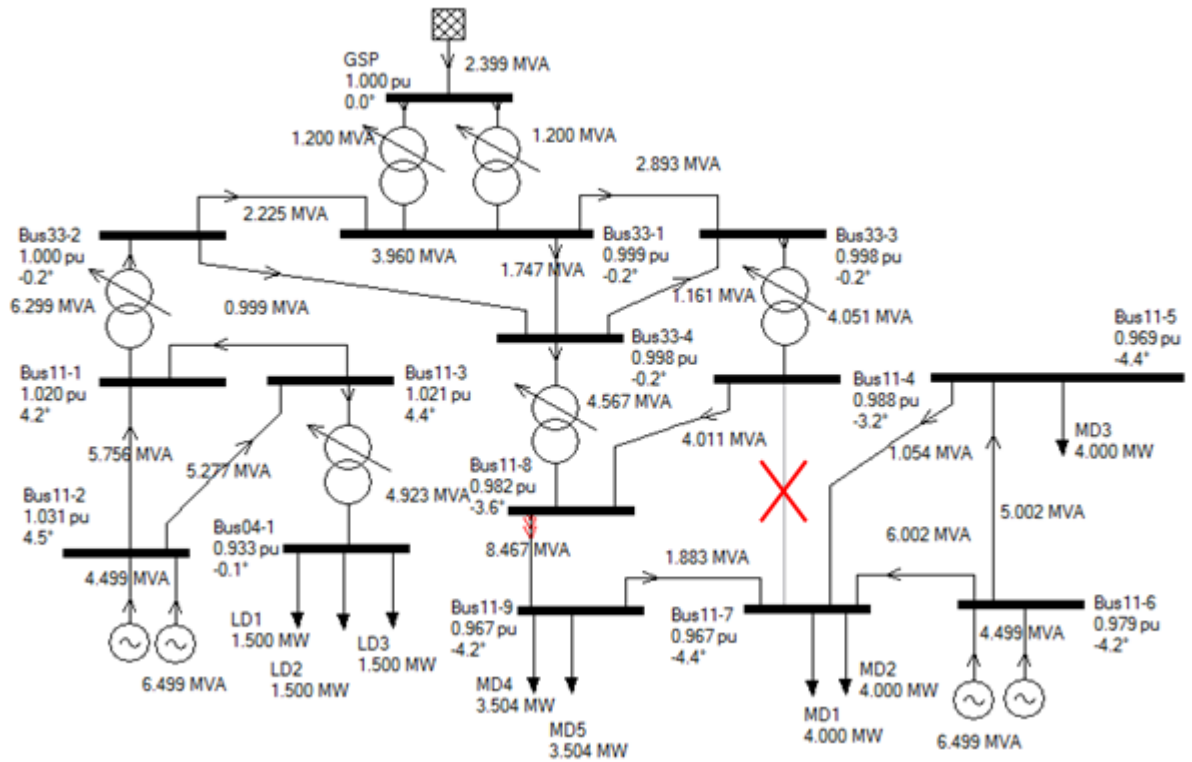 GSP
1.000 pu
0.0°
2.399 MVA
1.200 MVA
1.200 MVA
2.893 MVA
2.225 MVA
Bus33-2
1.000 pu
-0.2°
3.960 MVA
Bus33-1
0.999 pu
-0.2°
Bus33-3
0.998 pu
-0.2°
1.747 MVA
6.299 MVA
0.999 MVA
1.161 MVA
4.051 MVA
Bus33-4
0.998 pu
-0.2°
Bus11-5
0.969 pu
-4.4°
Bus11-1
1.020 pu
4.2°
Bus11-3
1.021 pu
4.4°
4.567 MVA
Bus11-4
0.988 pu
-3.2°
4.011 MVA
1.054 MVA
MD3
4.000 MW
5.756 MVA
5.277 MVA
4.923 MVA
Bus11-8
0.982 pu
-3.6°
Bus11-2
1.031 pu
4.5°
Bus04-1
0.933 pu
-0.1°
8.467 MVA
5.002 MVA
6.002 MVA
1.883 MVA
4.499 MVA
Bus11-9
0.967 pu
-4.2°
Bus11-7
0.967 pu
-4.4°
Bus11-6
0.979 pu
-4.2°
4.499 MVA
LD1
1.500 MW
LD2
1.500 MW
LD3
1.500 MW
6.499 MVA
MD4
3.504 MW
MD5
3.504 MW
MD2
4.000 MW
MD1
4.000 MW
6.499 MVA